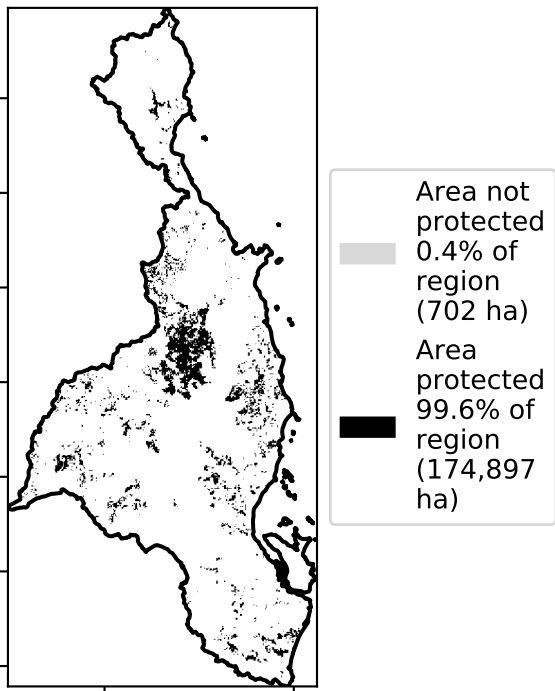 Area not
protected
0.4% of
region
(702 ha)
Area
protected
99.6% of
region
(174,897
ha)